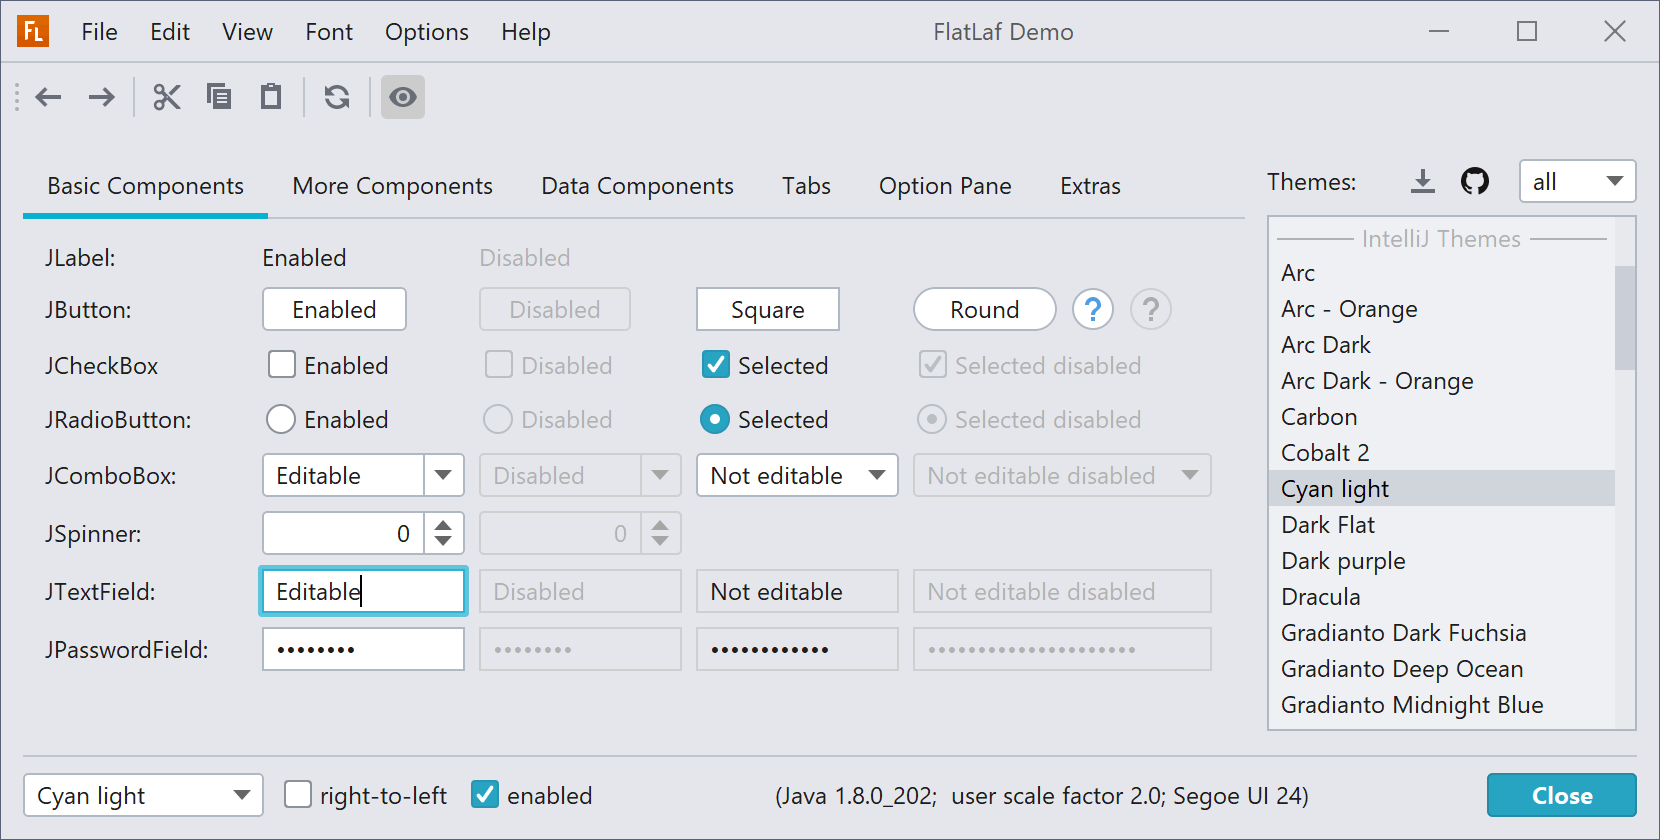 FL File Edit View Font Options Help FlatLaf Demo
Basic Components More Components Data Components Tabs Option Pane Extras
JLabel: Enabled Disabled
JButton: Enabled Disabled Square Round ? ?
JCheckBox Enabled Disabled Selected Selected disabled
JRadioButton: Enabled Disabled Selected Selected disabled
JComboBox: Editable Disabled Not editable Not editable disabled
JSpinner: 0 0
JTextField: Editable Disabled Not editable Not editable disabled
JPasswordField: •••••••• •••••••• •••••••••••• •••••••••••••••••••••
Themes: all
IntelliJ Themes
Arc
Arc - Orange
Arc Dark
Arc Dark - Orange
Carbon
Cobalt 2
Cyan light
Dark Flat
Dark purple
Dracula
Gradianto Dark Fuchsia
Gradianto Deep Ocean
Gradianto Midnight Blue
Cyan light right-to-left enabled (Java 1.8.0_202; user scale factor 2.0; Segoe UI 24) Close